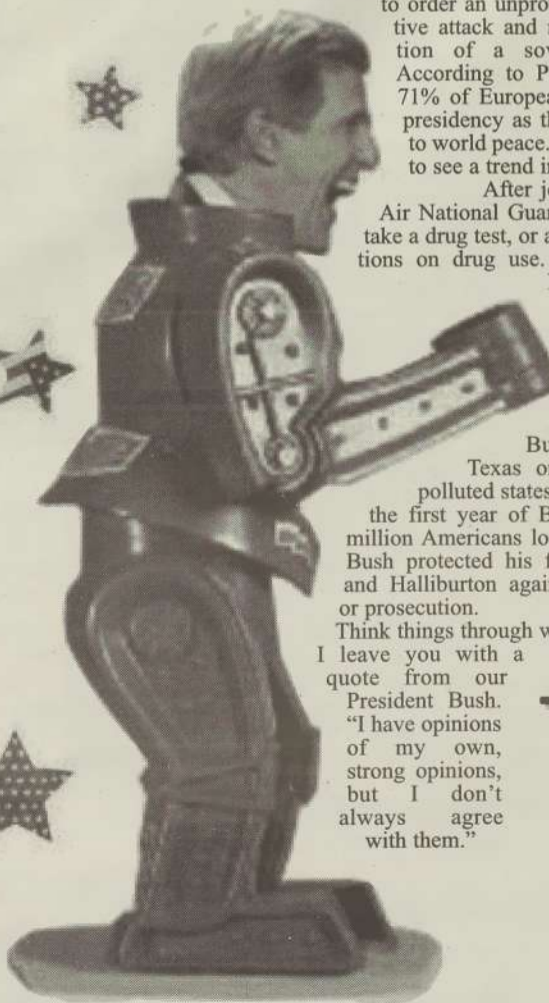 to order an unpro
tive attack and
tion of a sov
According to P
71% of Europea
presidency as th
to world peace.
to see a trend in
After jo
Air National Guar
take a drug test, or a
tions on drug use.
Bu
Texas o
polluted states
the first year of B
million Americans lo
Bush protected his f
and Halliburton agai
or prosecution.
Think things through w
I leave you with a
quote from our
President Bush.
“I have opinions
of my own,
strong opinions,
but I don’t
always agree
with them.”